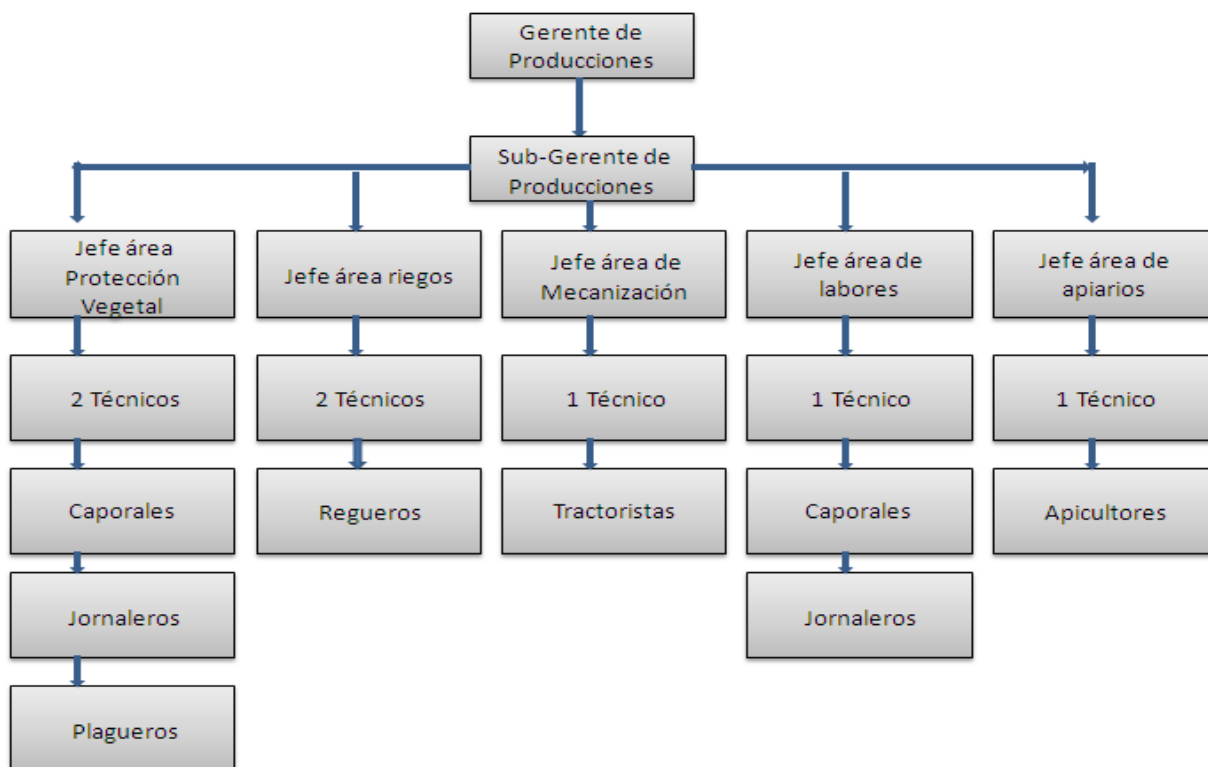 Gerente de
Producciones
Sub-Gerente de
Producciones
Jefe área
Protección
Vegetal
Jefe área riegos
Jefe área de
Mecanización
Jefe área de
labores
Jefe área de
apiarios
2 Técnicos
2 Técnicos
1 Técnico
1 Técnico
1 Técnico
Caporales
Regueros
Tractoristas
Caporales
Apicultores
Jornaleros
Jornaleros
Plagueros